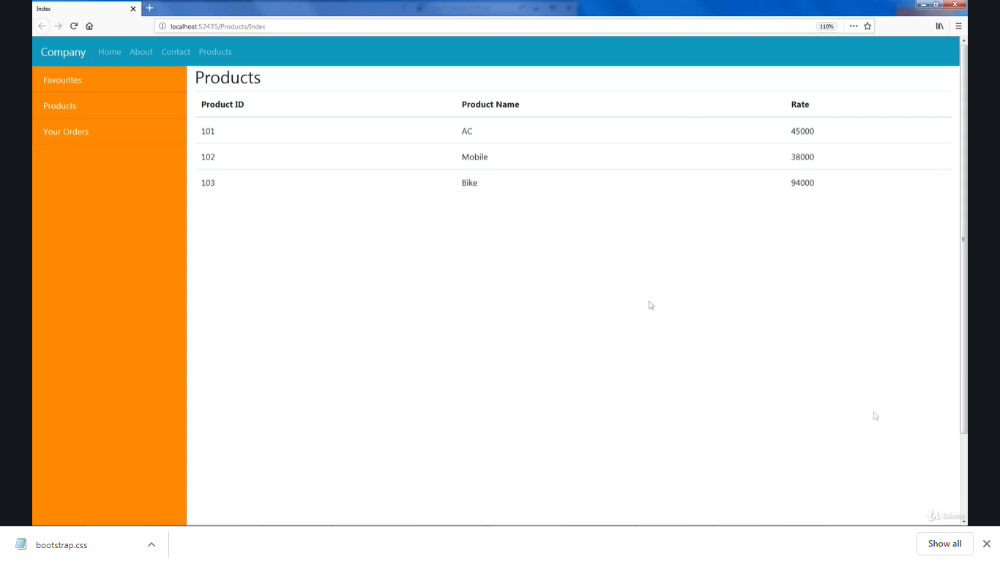 Index
localhost:52435/Products/Index
110%
Company Home About Contact Products
Favourites
Products
Your Orders
Products
Product ID Product Name Rate
101 AC 45000
102 Mobile 38000
103 Bike 94000
Udemy
bootstrap.css
Show all